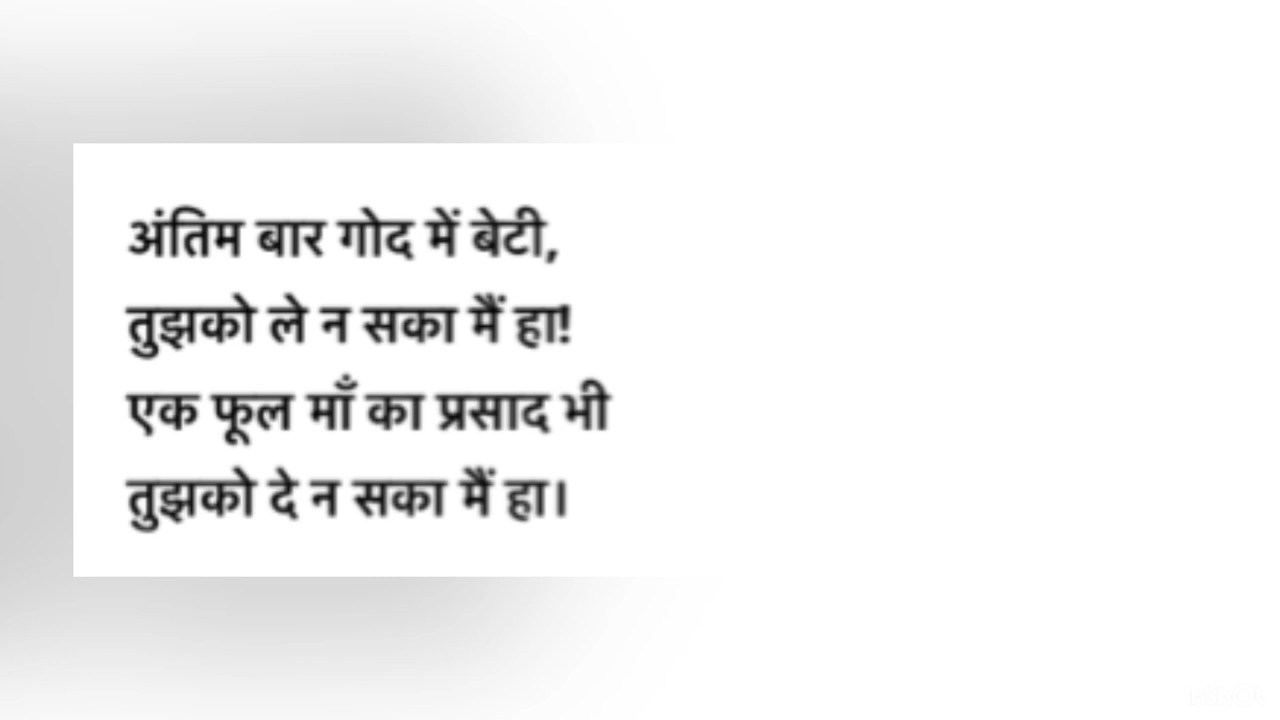 अंतिम बार गोद में बेटी,
तुझको ले न सका मैं हा!
एक फूल माँ का प्रसाद भी
तुझको दे न सका मैं हा।